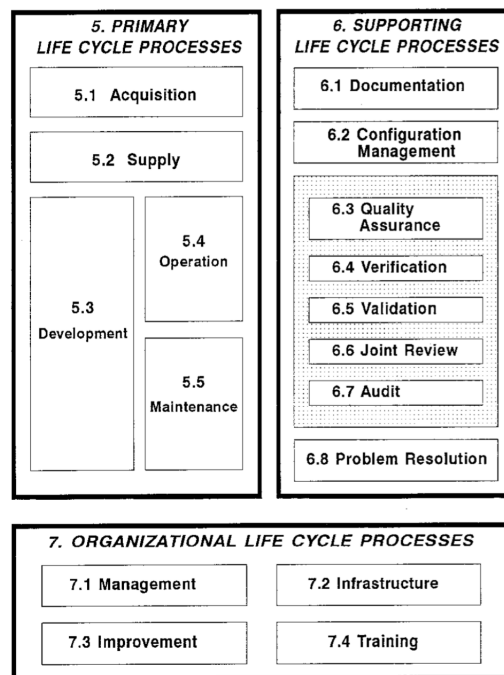 5. PRIMARY
LIFE CYCLE PROCESSES
5.1 Acquisition
5.2 Supply
5.3
Development
5.4
Operation
5.5
Maintenance
6. SUPPORTING
LIFE CYCLE PROCESSES
6.1 Documentation
6.2 Configuration
Management
6.3 Quality
Assurance
6.4 Verification
6.5 Validation
6.6 Joint Review
6.7 Audit
6.8 Problem Resolution
7. ORGANIZATIONAL LIFE CYCLE PROCESSES
7.1 Management
7.2 Infrastructure
7.3 Improvement
7.4 Training